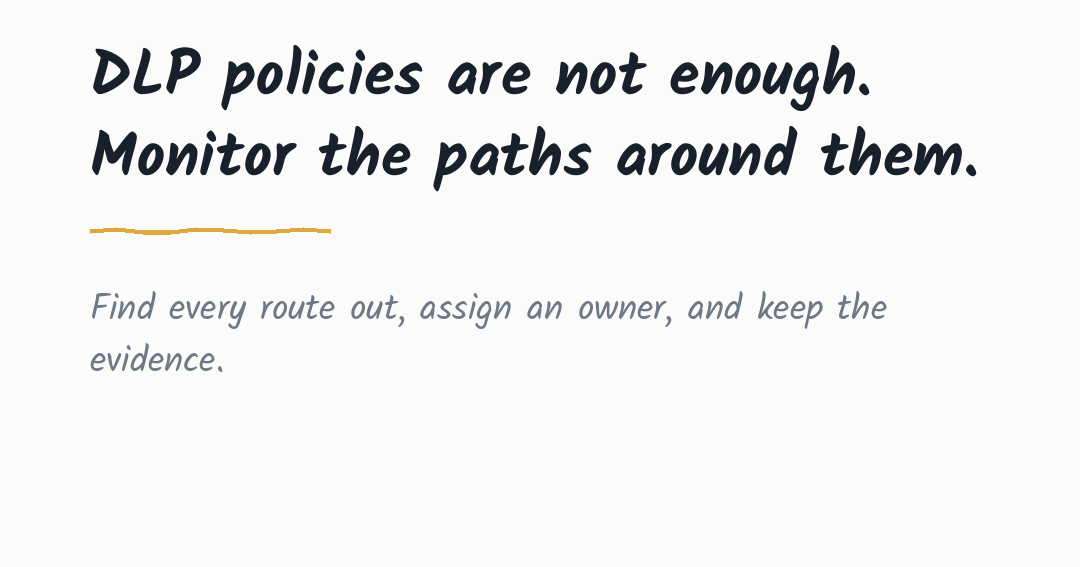 DLP policies are not enough.
Monitor the paths around them.
Find every route out, assign an owner, and keep the
evidence.